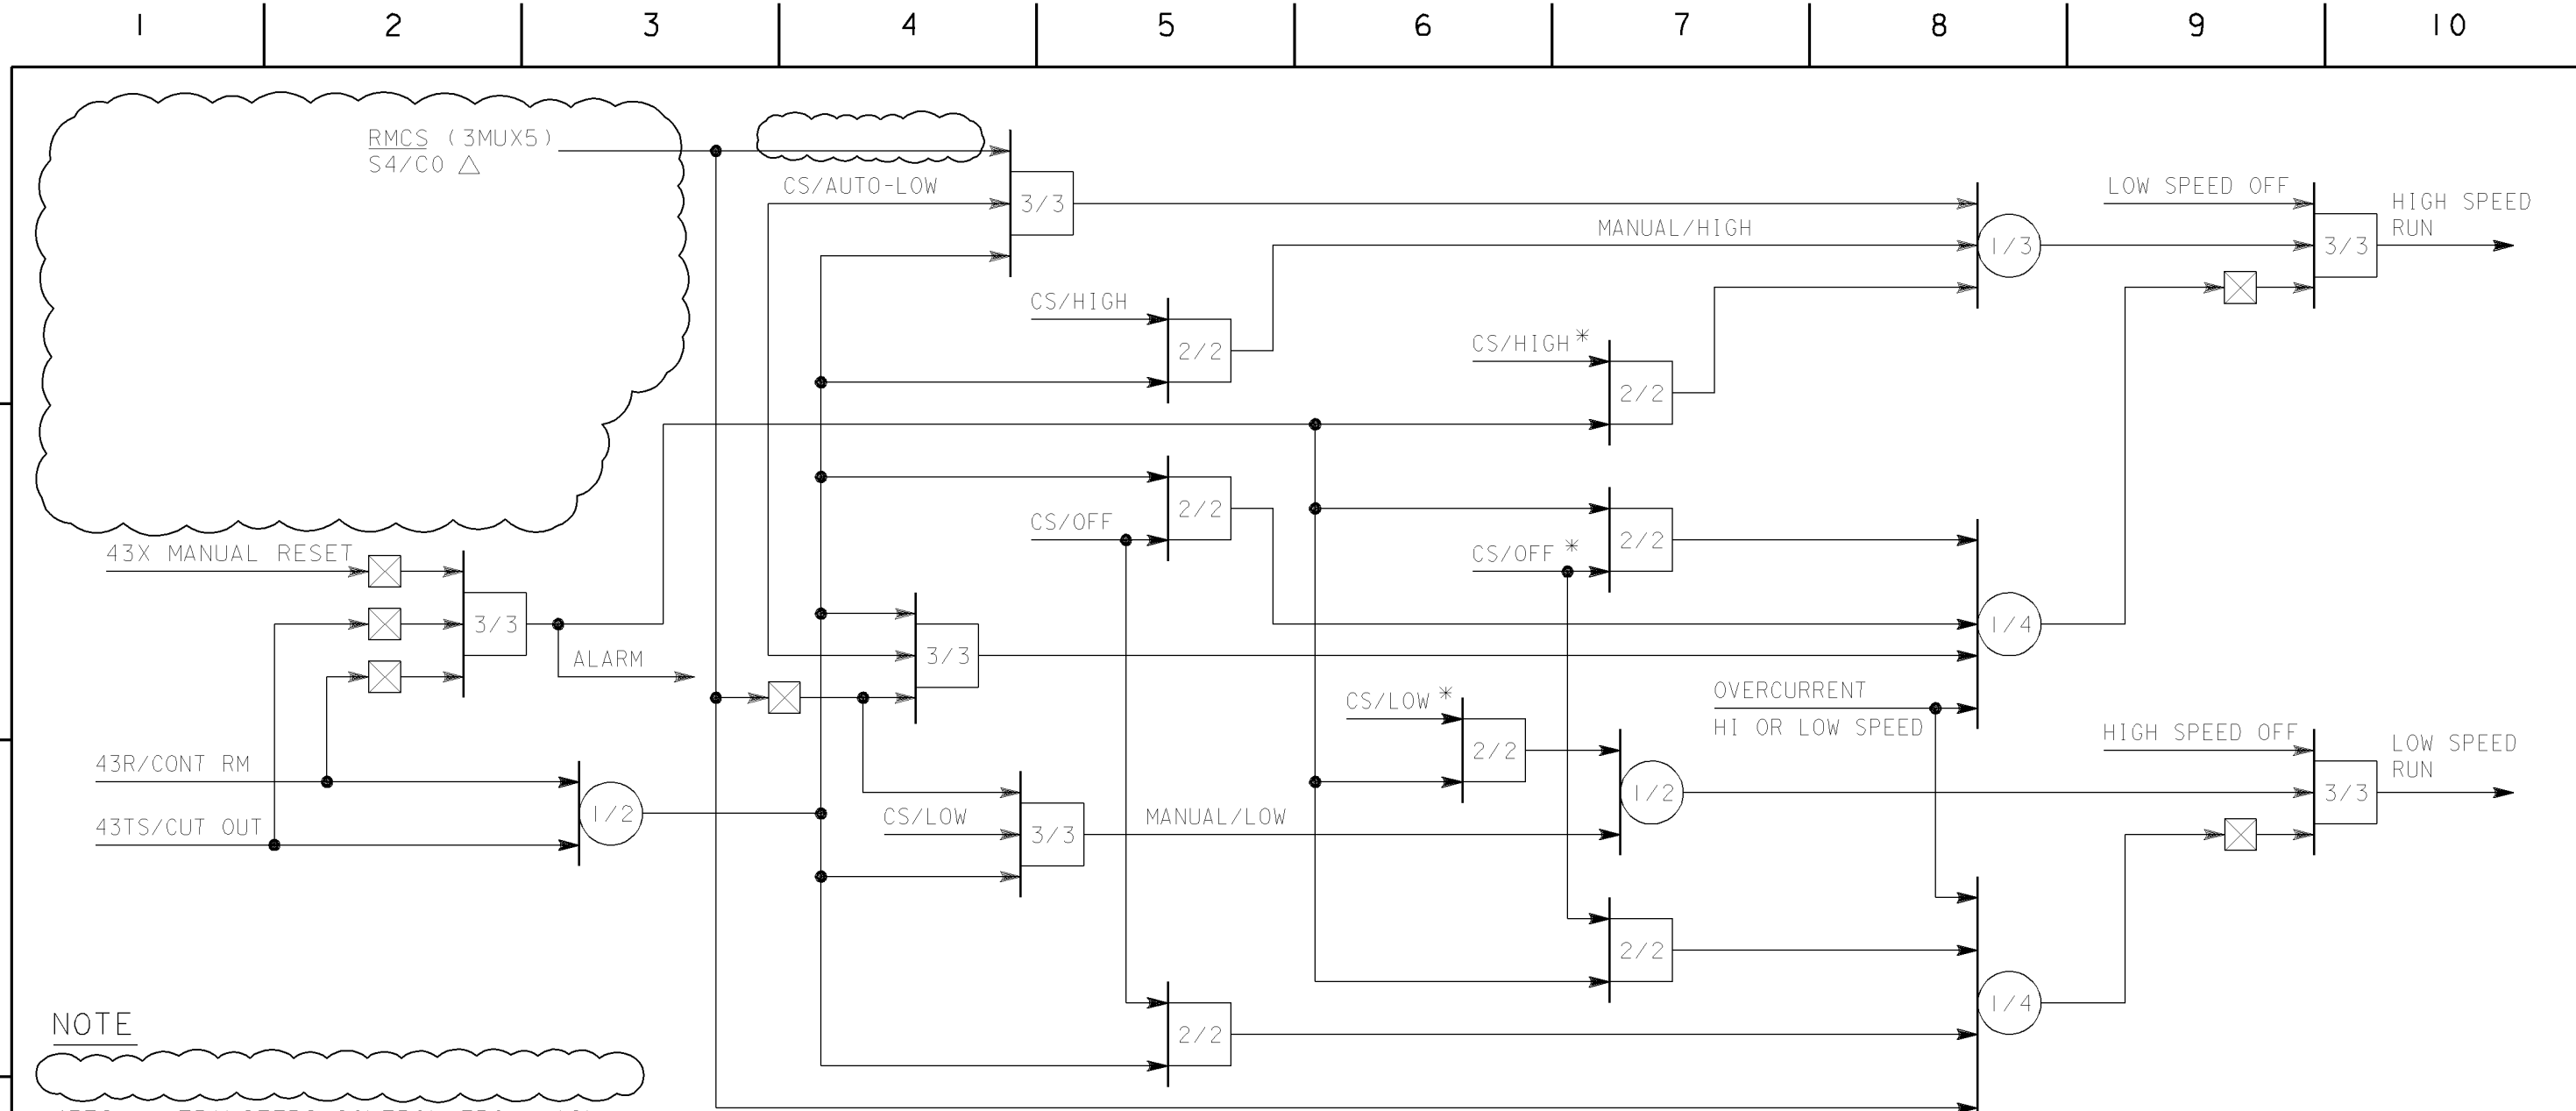 1 2 3 4 5 6 7 8 9 10
RMCS (3MUX5)
S4/C0 △
CS/AUTO-LOW
3/3
LOW SPEED OFF
HIGH SPEED
RUN
MANUAL/HIGH
1/3
3/3
CS/HIGH
2/2
CS/HIGH*
2/2
2/2
CS/OFF
2/2
CS/OFF*
43X MANUAL RESET
3/3
ALARM
3/3
1/4
CS/LOW*
OVERCURRENT
HI OR LOW SPEED
2/2
HIGH SPEED OFF
LOW SPEED
RUN
43R/CONT RM
1/2
3/3
43TS/CUT OUT
1/2
CS/LOW
3/3
MANUAL/LOW
2/2
1/4
NOTE
2/2